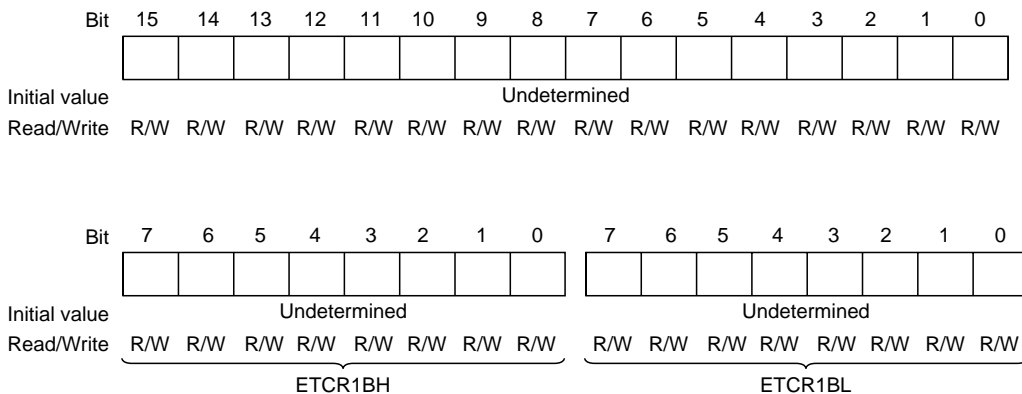 Bit 15 14 13 12 11 10 9 8 7 6 5 4 3 2 1 0
Initial value Undetermined
Read/Write R/W R/W R/W R/W R/W R/W R/W R/W R/W R/W R/W R/W R/W R/W R/W R/W
Bit 7 6 5 4 3 2 1 0 7 6 5 4 3 2 1 0
Initial value Undetermined Undetermined
Read/Write R/W R/W R/W R/W R/W R/W R/W R/W R/W R/W R/W R/W R/W R/W R/W R/W
ETCR1BH ETCR1BL